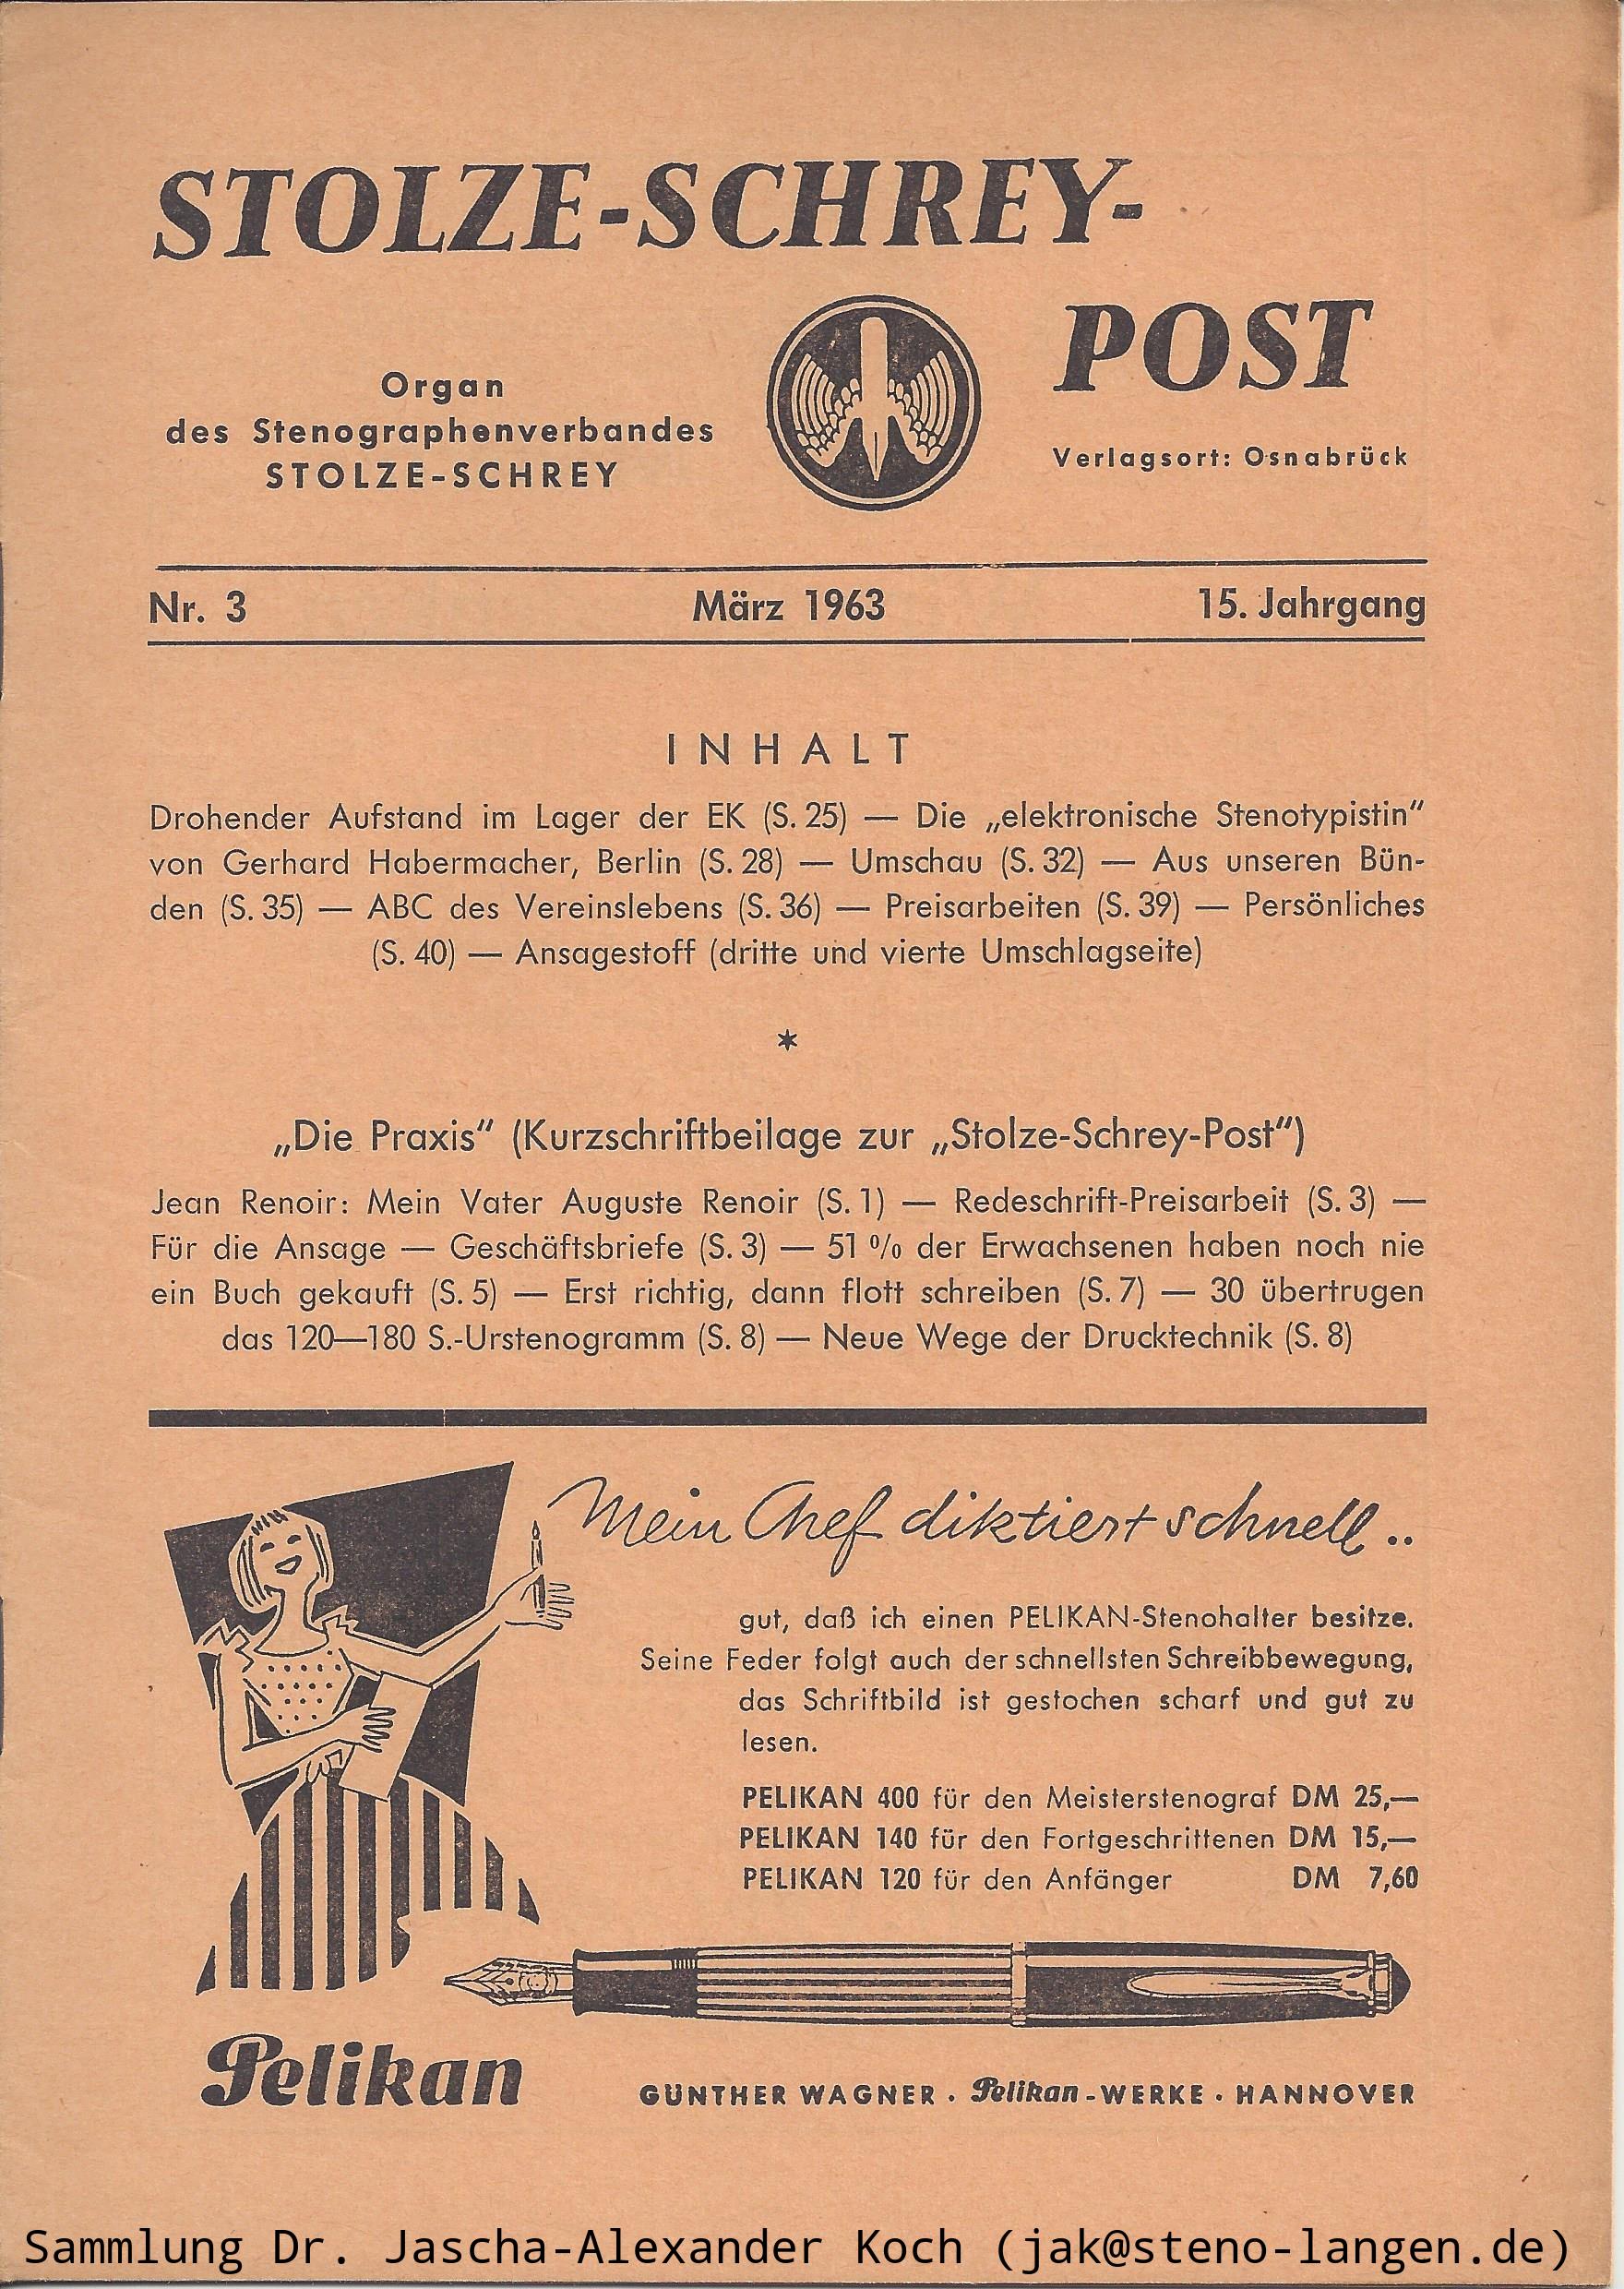 STOLZE-SCHREY-
POST
Organ
des Stenographenverbandes
STOLZE-SCHREY
Verlagsort: Osnabrück
Nr. 3 März 1963 15. Jahrgang
INHALT
Drohender Aufstand im Lager der EK (S. 25) — Die „elektronische Stenotypistin“
von Gerhard Habermacher, Berlin (S. 28) — Umschau (S. 32) — Aus unseren Bün-
den (S. 35) — ABC des Vereinslebens (S. 36) — Preisarbeiten (S. 39) — Persönliches
(S. 40) — Ansagestoff (dritte und vierte Umschlagseite)
*
„Die Praxis“ (Kurzschriftbeilage zur „Stolze-Schrey-Post“)
Jean Renoir: Mein Vater Auguste Renoir (S. 1) — Redeschrift-Preisarbeit (S. 3) —
Für die Ansage — Geschäftsbriefe (S. 3) — 51 % der Erwachsenen haben noch nie
ein Buch gekauft (S. 5) — Erst richtig, dann flott schreiben (S. 7) — 30 übertrugen
das 120—180 S.-Urstenogramm (S. 8) — Neue Wege der Drucktechnik (S. 8)
Mein Chef diktiert schnell ..
gut, daß ich einen PELIKAN-Stenohalter besitze.
Seine Feder folgt auch der schnellsten Schreibbewegung,
das Schriftbild ist gestochen scharf und gut zu
lesen.
PELIKAN 400 für den Meisterstenograf DM 25,—
PELIKAN 140 für den Fortgeschrittenen DM 15,—
PELIKAN 120 für den Anfänger DM 7,60
Pelikan
GÜNTHER WAGNER · Pelikan-WERKE · HANNOVER
Sammlung Dr. Jascha-Alexander Koch (jak@steno-langen.de)